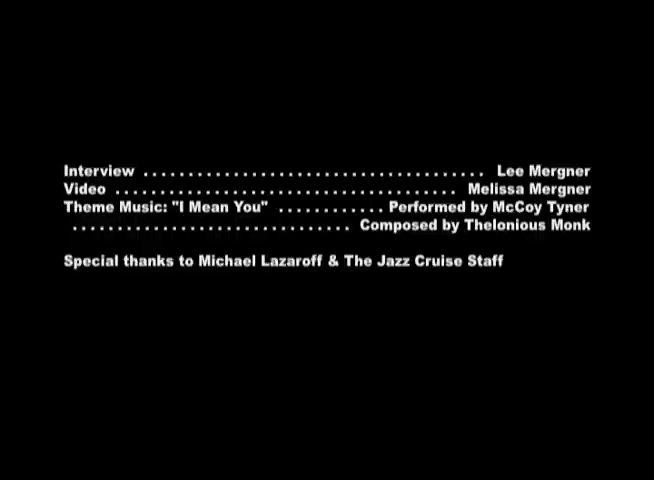 Interview ...................................... Lee Mergner
Video ...................................... Melissa Mergner
Theme Music: "I Mean You" ............ Performed by McCoy Tyner
............................... Composed by Thelonious Monk
Special thanks to Michael Lazaroff & The Jazz Cruise Staff